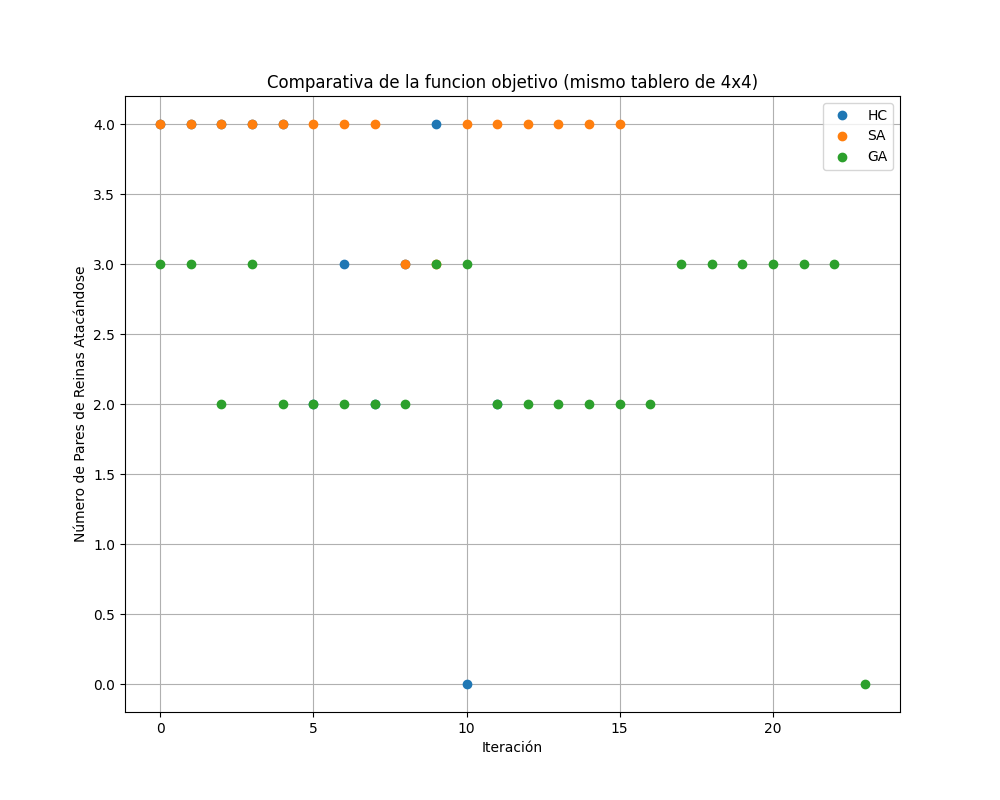 Comparativa de la funcion objetivo (mismo tablero de 4x4)
HC
SA
GA
Número de Pares de Reinas Atacándose
4.0
3.5
3.0
2.5
2.0
1.5
1.0
0.5
0.0
0 5 10 15 20
Iteración